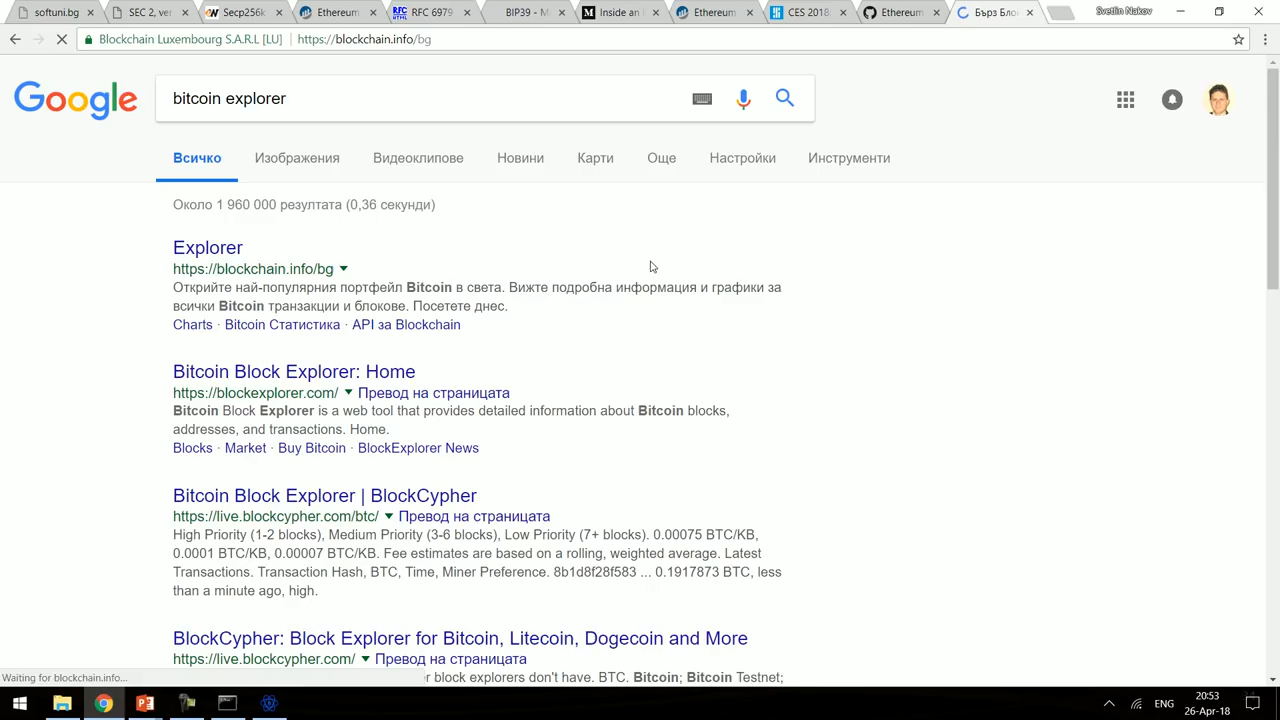 softuni.bg
SEC 2, ver
Secp256k
Ethereum
RFC 6979
BIP39 - M
Inside an
Ethereum
CES 2018
Ethereum
Бърз Бло
Svetlin Nakov
Blockchain Luxembourg S.A.R.L [LU]
https://blockchain.info/bg
Google
bitcoin explorer
Всичко
Изображения
Видеоклипове
Новини
Карти
Още
Настройки
Инструменти
Около 1 960 000 резултата (0,36 секунди)
Explorer
https://blockchain.info/bg
Открийте най-популярния портфейл Bitcoin в света. Вижте подробна информация и графики за
всички Bitcoin транзакции и блокове. Посетете днес.
Charts · Bitcoin Статистика · API за Blockchain
Bitcoin Block Explorer: Home
https://blockexplorer.com/ Превод на страницата
Bitcoin Block Explorer is a web tool that provides detailed information about Bitcoin blocks,
addresses, and transactions. Home.
Blocks · Market · Buy Bitcoin · BlockExplorer News
Bitcoin Block Explorer | BlockCypher
https://live.blockcypher.com/btc/ Превод на страницата
High Priority (1-2 blocks), Medium Priority (3-6 blocks), Low Priority (7+ blocks). 0.00075 BTC/KB,
0.0001 BTC/KB, 0.00007 BTC/KB. Fee estimates are based on a rolling, weighted average. Latest
Transactions. Transaction Hash, BTC, Time, Miner Preference. 8b1d8f28f583 ... 0.1917873 BTC, less
than a minute ago, high.
BlockCypher: Block Explorer for Bitcoin, Litecoin, Dogecoin and More
https://live.blockcypher.com/ Превод на страницата
block explorers don't have. BTC. Bitcoin; Bitcoin Testnet;
Waiting for blockchain.info...
ENG
20:53
26-Apr-18